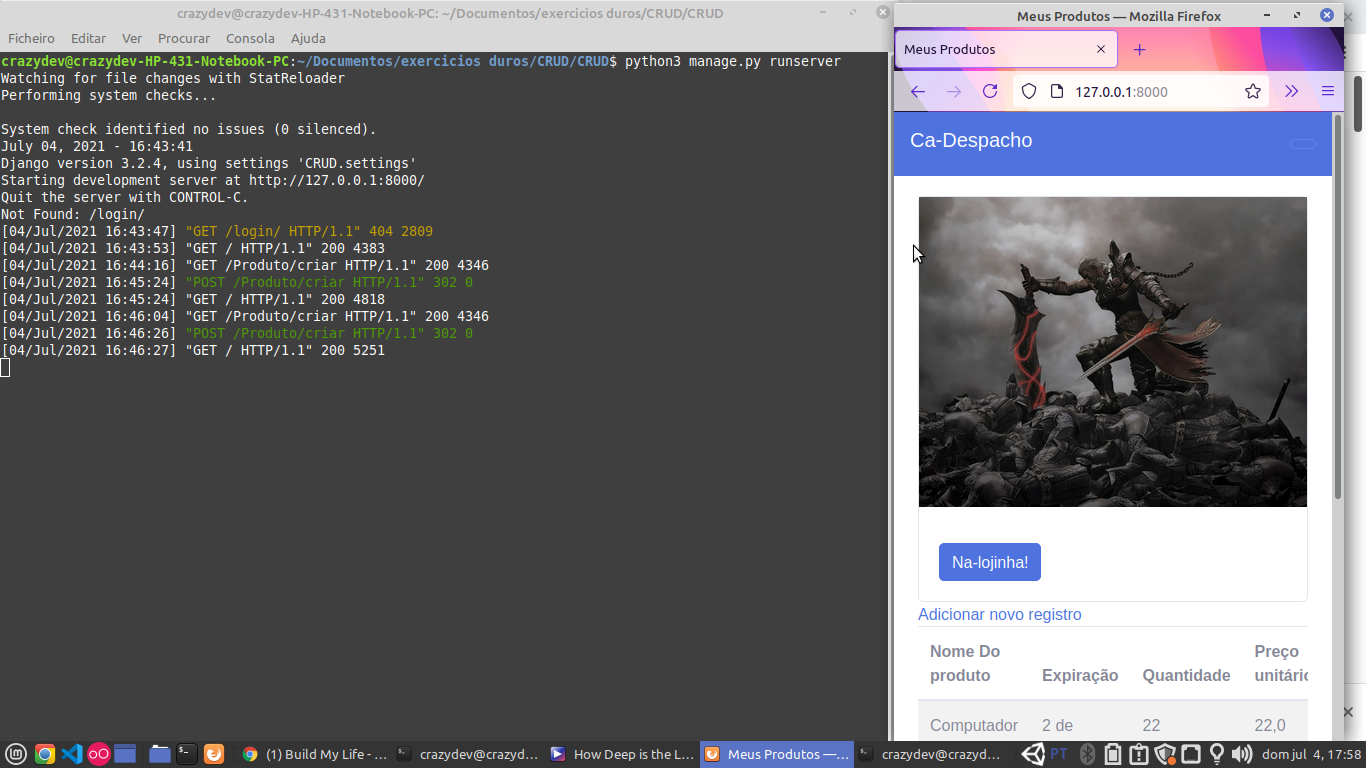 crazydev@crazydev-HP-431-Notebook-PC: ~/Documentos/exercicios duros/CRUD/CRUD
Ficheiro Editar Ver Procurar Consola Ajuda
crazydev@crazydev-HP-431-Notebook-PC:~/Documentos/exercicios duros/CRUD/CRUD$ python3 manage.py runserver
Watching for file changes with StatReloader
Performing system checks...
System check identified no issues (0 silenced).
July 04, 2021 - 16:43:41
Django version 3.2.4, using settings 'CRUD.settings'
Starting development server at http://127.0.0.1:8000/
Quit the server with CONTROL-C.
Not Found: /login/
[04/Jul/2021 16:43:47] "GET /login/ HTTP/1.1" 404 2809
[04/Jul/2021 16:43:53] "GET / HTTP/1.1" 200 4383
[04/Jul/2021 16:44:16] "GET /Produto/criar HTTP/1.1" 200 4346
[04/Jul/2021 16:45:24] "POST /Produto/criar HTTP/1.1" 302 0
[04/Jul/2021 16:45:24] "GET / HTTP/1.1" 200 4818
[04/Jul/2021 16:46:04] "GET /Produto/criar HTTP/1.1" 200 4346
[04/Jul/2021 16:46:26] "POST /Produto/criar HTTP/1.1" 302 0
[04/Jul/2021 16:46:27] "GET / HTTP/1.1" 200 5251
Meus Produtos — Mozilla Firefox
Meus Produtos
127.0.0.1:8000
Ca-Despacho
Na-lojinha!
Adicionar novo registro
Nome Do produto Expiração Quantidade Preço unitário
Computador 2 de 22 22,0
(1) Build My Life - ... crazydev@crazyd... How Deep is the L... Meus Produtos —... crazydev@crazyd... PT dom jul 4, 17:58